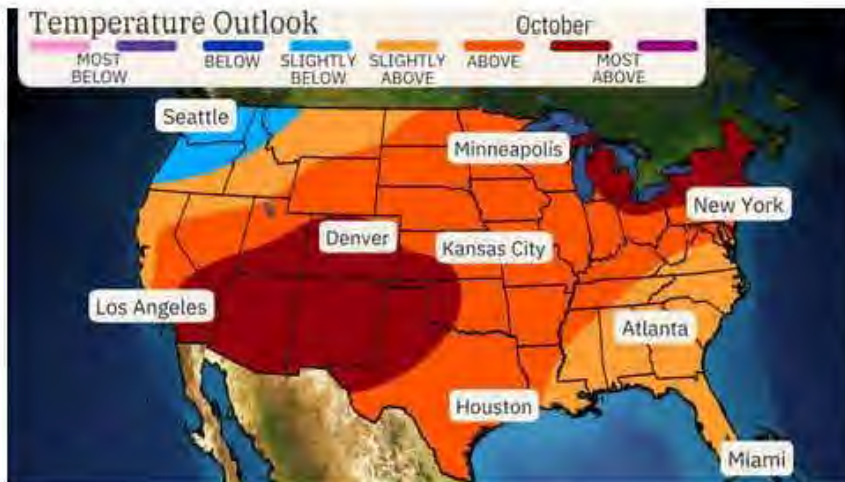 Temperature Outlook October
MOST BELOW
BELOW
SLIGHTLY BELOW
SLIGHTLY ABOVE
ABOVE
MOST ABOVE
Seattle
Minneapolis
New York
Denver
Kansas City
Los Angeles
Atlanta
Houston
Miami